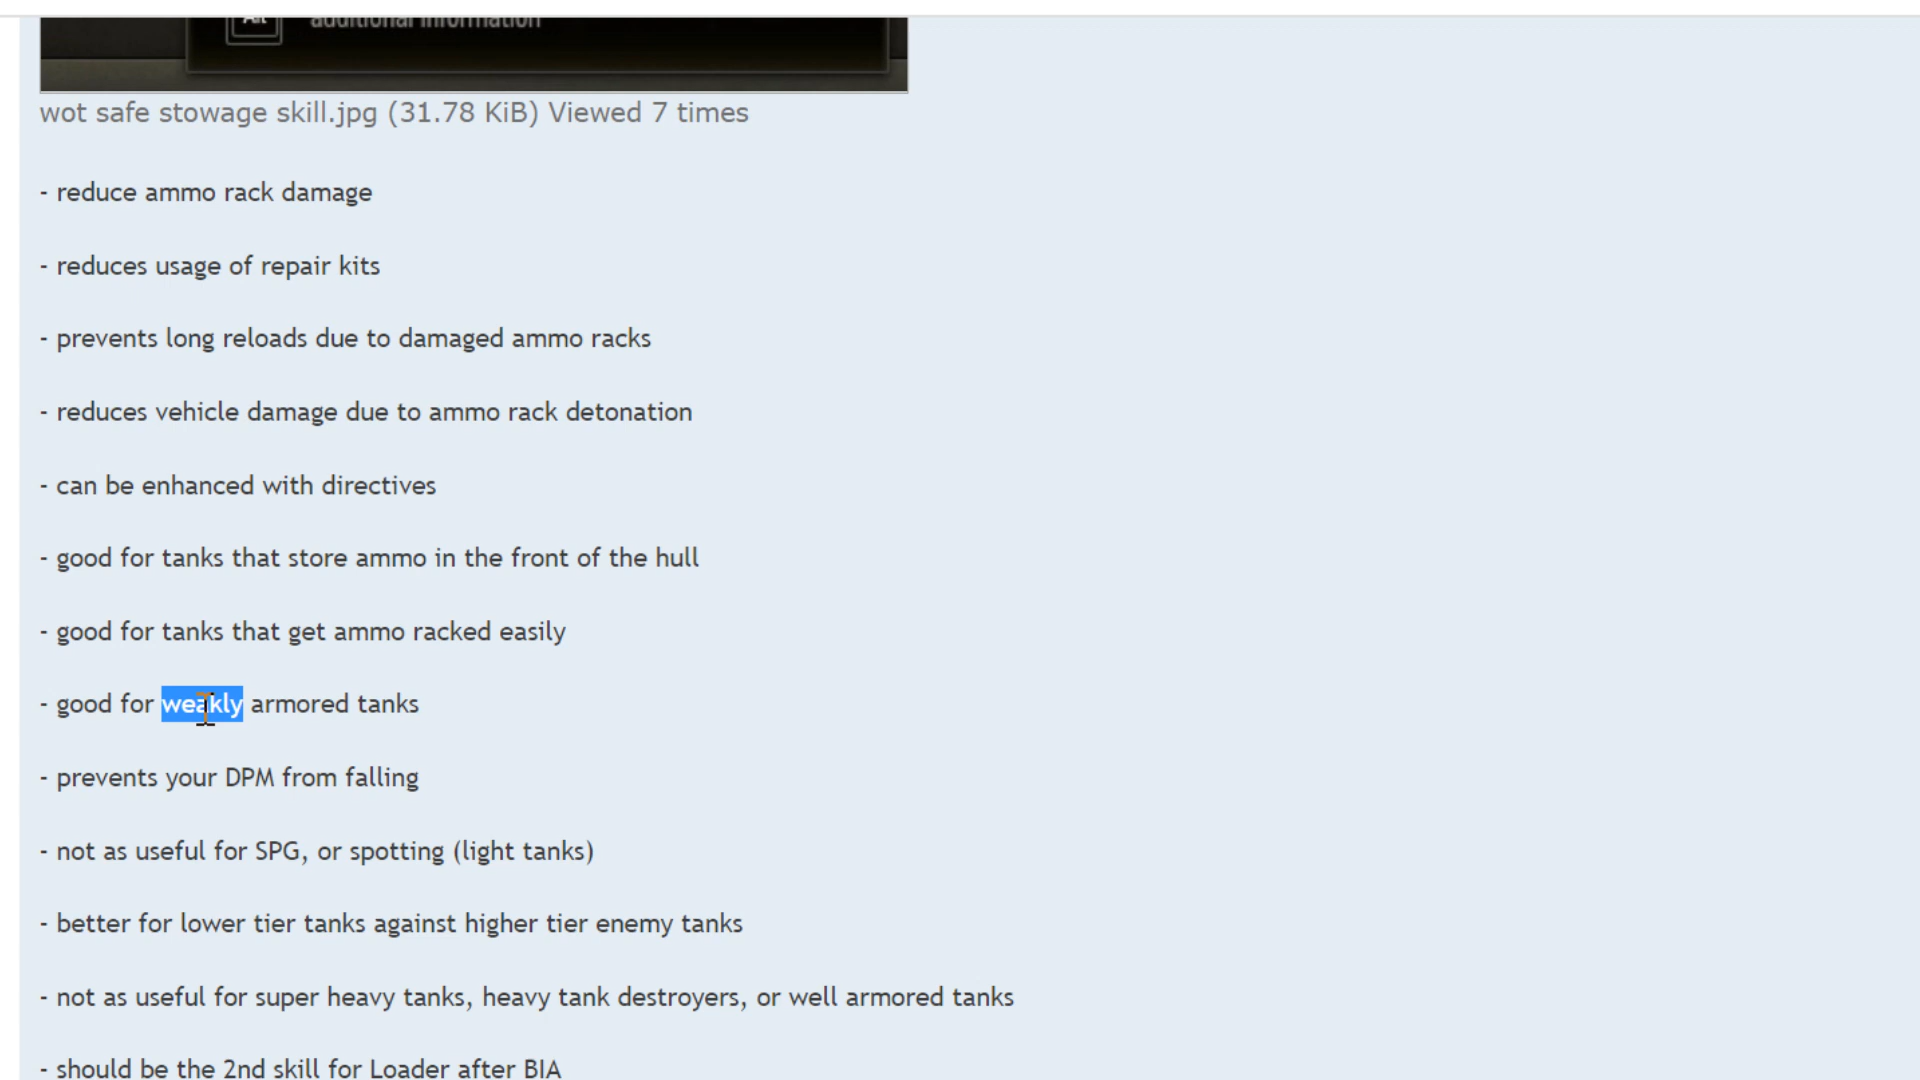 Alt additional information
wot safe stowage skill.jpg (31.78 KiB) Viewed 7 times
- reduce ammo rack damage
- reduces usage of repair kits
- prevents long reloads due to damaged ammo racks
- reduces vehicle damage due to ammo rack detonation
- can be enhanced with directives
- good for tanks that store ammo in the front of the hull
- good for tanks that get ammo racked easily
- good for weakly armored tanks
- prevents your DPM from falling
- not as useful for SPG, or spotting (light tanks)
- better for lower tier tanks against higher tier enemy tanks
- not as useful for super heavy tanks, heavy tank destroyers, or well armored tanks
- should be the 2nd skill for Loader after BIA